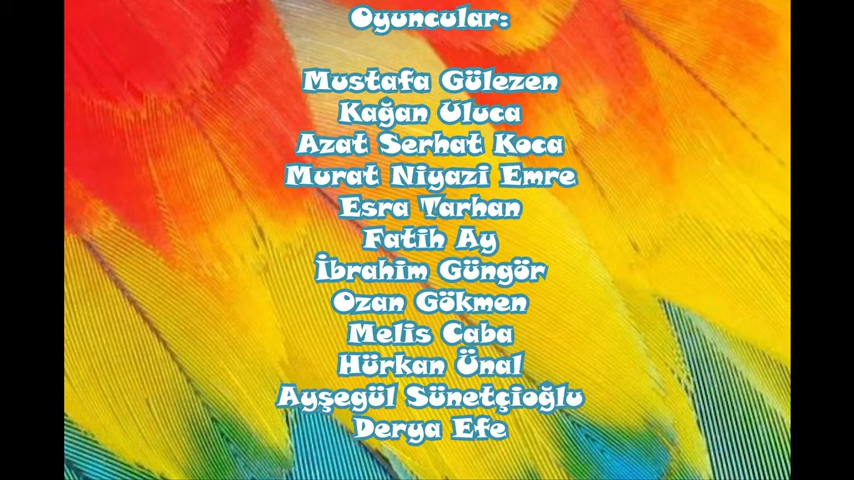 Oyuncular:
Mustafa Gülezen
Kağan Uluca
Azat Serhat Koca
Murat Niyazi Emre
Esra Tarhan
Fatih Ay
İbrahim Güngör
Ozan Gökmen
Melis Caba
Hürkan Ünal
Ayşegül Sünetçioğlu
Derya Efe